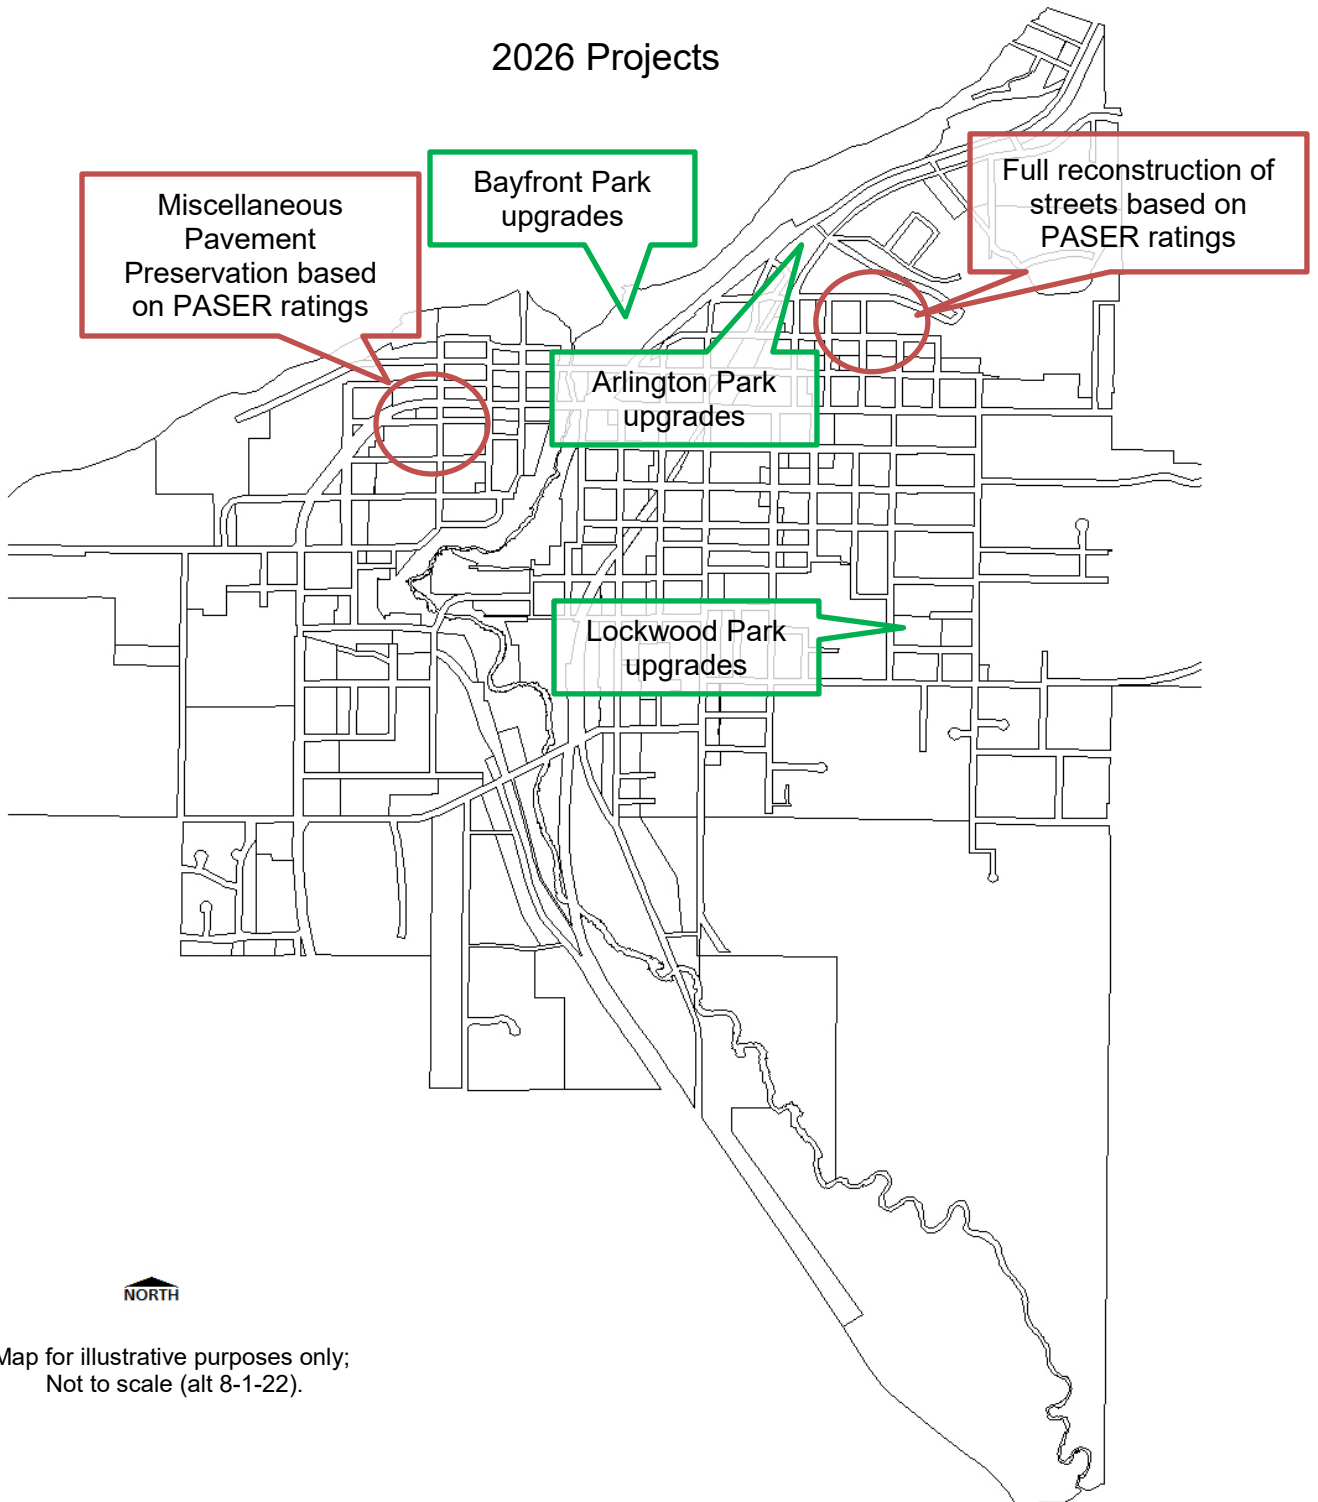 2026 Projects
Miscellaneous
Pavement
Preservation based
on PASER ratings
Bayfront Park
upgrades
Full reconstruction of
streets based on
PASER ratings
Arlington Park
upgrades
Lockwood Park
upgrades
NORTH
Map for illustrative purposes only;
Not to scale (alt 8-1-22).